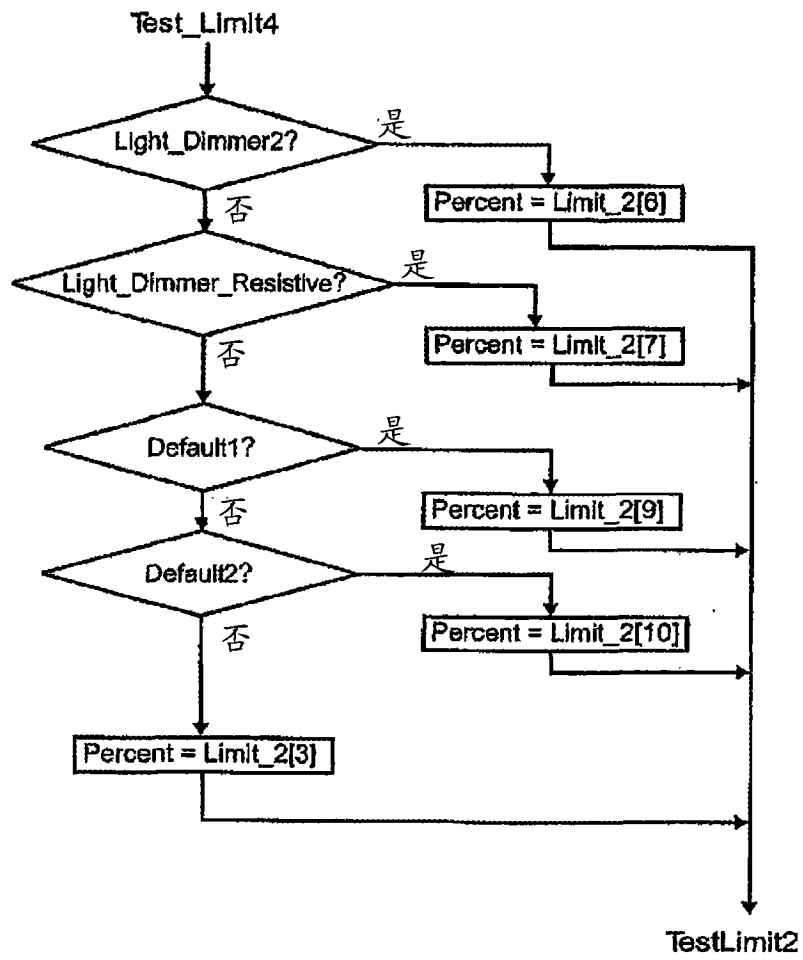 Test_Limit4
Light_Dimmer2?
是
Percent = Limit_2[6]
否
Light_Dimmer_Resistive?
是
Percent = Limit_2[7]
否
Default1?
是
Percent = Limit_2[9]
否
Default2?
是
Percent = Limit_2[10]
否
Percent = Limit_2[3]
TestLimit2